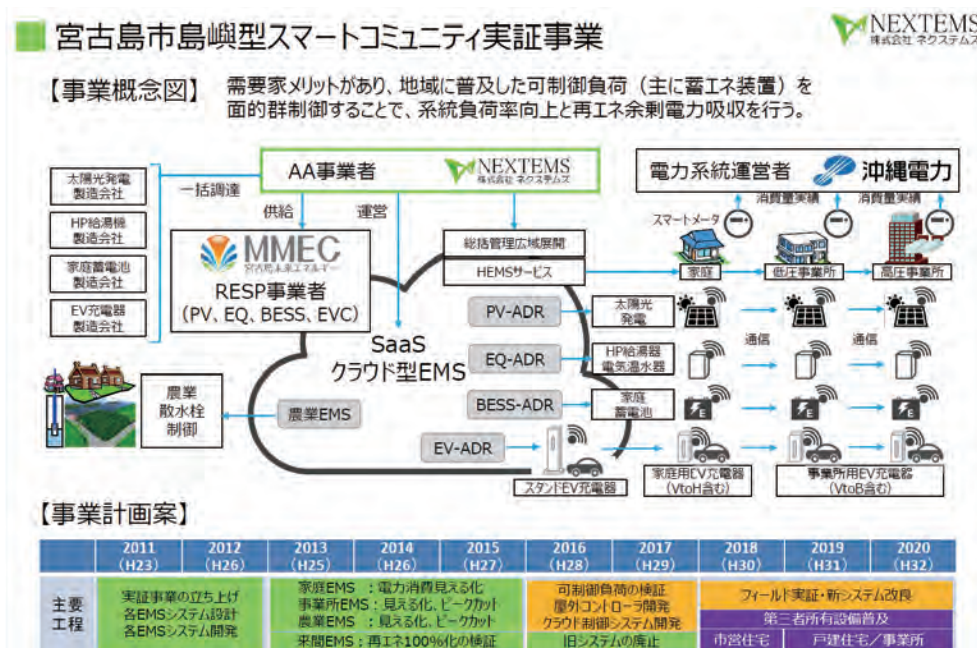 宮古島市島嶼型スマートコミュニティ実証事業
NEXTEMS
株式会社 ネクステムズ
【事業概念図】
需要家メリットがあり、地域に普及した可制御負荷（主に蓄エネ装置）を
面的群制御することで、系統負荷率向上と再エネ余剰電力吸収を行う。
太陽光発電
製造会社
HP給湯機
製造会社
家庭蓄電池
製造会社
EV充電器
製造会社
一括調達
AA事業者
NEXTEMS
株式会社 ネクステムズ
供給
運営
電力系統運営者
沖縄電力
消費量実績
消費量実績
スマートメータ
MMEC
宮古島未来エネルギー
RESP事業者
(PV、EQ、BESS、EVC)
総括管理広域展開
HEMSサービス
家庭
低圧事業所
高圧事業所
SaaS
クラウド型EMS
PV-ADR
太陽光
発電
通信
通信
EQ-ADR
HP給湯器
電気温水器
BESS-ADR
家庭
蓄電池
EV-ADR
農業
散水栓
制御
農業EMS
スタンドEV充電器
家庭用EV充電器
(VtoH含む)
事業所用EV充電器
(VtoB含む)
【事業計画案】
2011
(H23)
2012
(H26)
2013
(H25)
2014
(H26)
2015
(H27)
2016
(H28)
2017
(H29)
2018
(H30)
2019
(H31)
2020
(H32)
主要
工程
実証事業の立ち上げ
各EMSシステム設計
各EMSシステム開発
家庭EMS ：電力消費見える化
事業所EMS：見える化、ピークカット
農業EMS ：見える化、ピークカット
来間EMS：再エネ100%化の検証
可制御負荷の検証
屋外コントローラ開発
クラウド制御システム開発
旧システムの廃止
フィールド実証・新システム改良
第三者所有設備普及
市営住宅
戸建住宅／事業所